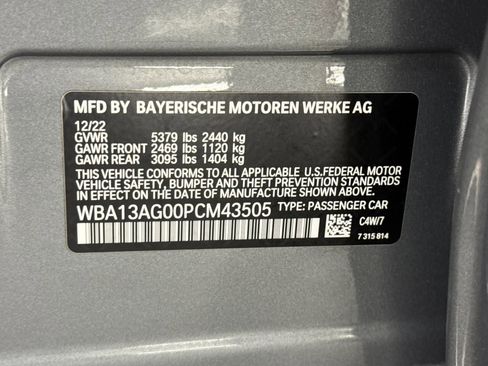 MFD BY BAYERISCHE MOTOREN WERKE AG
12/22
GVWR 5379 lbs 2440 kg
GAWR FRONT 2469 lbs 1120 kg
GAWR REAR 3095 lbs 1404 kg
THIS VEHICLE CONFORMS TO ALL APPLICABLE U.S.FEDERAL MOTOR
VEHICLE SAFETY, BUMPER, AND THEFT PREVENTION STANDARDS
IN EFFECT ON THE DATE OF MANUFACTURE SHOWN ABOVE.
WBA13AG00PCM43505 TYPE: PASSENGER CAR
C4W/7
7 315 814